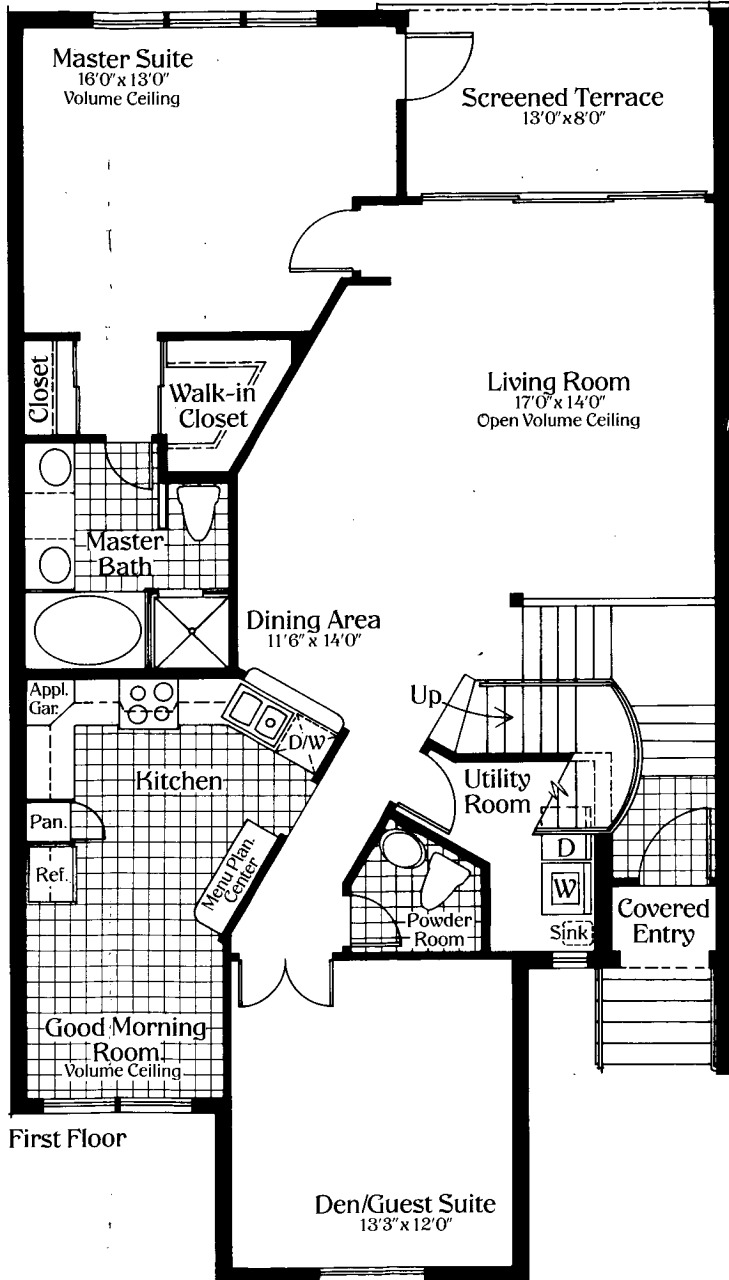 Master Suite
16'0" x 13'0"
Volume Ceiling
Screened Terrace
13'0"x8'0"
Closet
Walk-in
Closet
Living Room
17'0"x 14'0"
Open Volume Ceiling
Master
Bath
Dining Area
11'6" x 14'0"
Appl.
Gar.
Up
D/W
Kitchen
Utility
Room
Pan.
Ref.
Menu Plan.
Center
D
W
Sink
Covered
Entry
Powder
Room
Good Morning
Room
Volume Ceiling
First Floor
Den/Guest Suite
13'3"x 12'0"